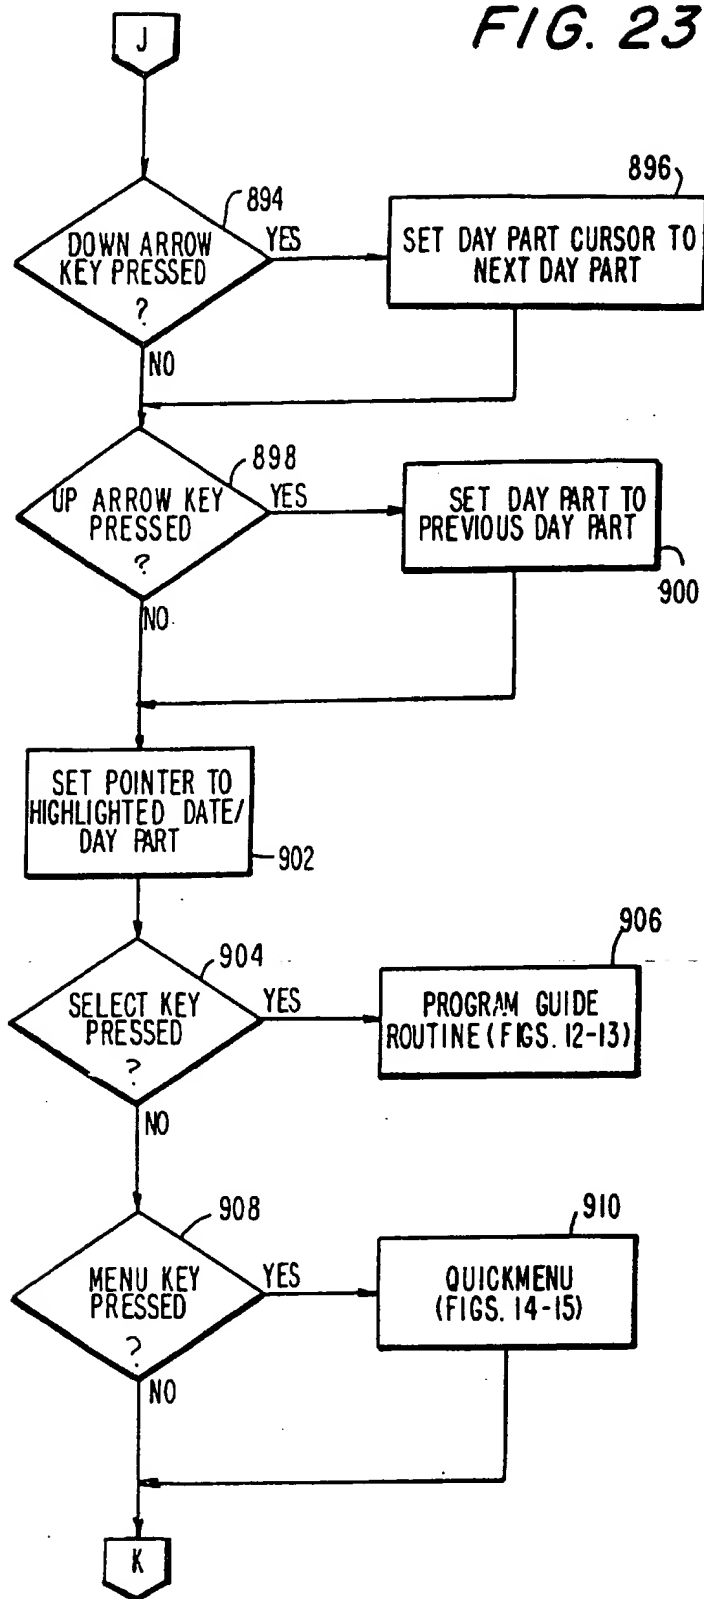 FIG. 23
J
894
DOWN ARROW
KEY PRESSED
?
YES
NO
896
SET DAY PART CURSOR TO
NEXT DAY PART
898
UP ARROW KEY
PRESSED
?
YES
NO
SET DAY PART TO
PREVIOUS DAY PART
900
SET POINTER TO
HIGHLIGHTED DATE/
DAY PART
902
904
SELECT KEY
PRESSED
?
YES
NO
906
PROGRAM GUIDE
ROUTINE (FIGS. 12-13)
908
MENU KEY
PRESSED
?
YES
NO
910
QUICKMENU
(FIGS. 14-15)
K